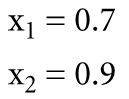 x₁ = 0.7
x₂ = 0.9